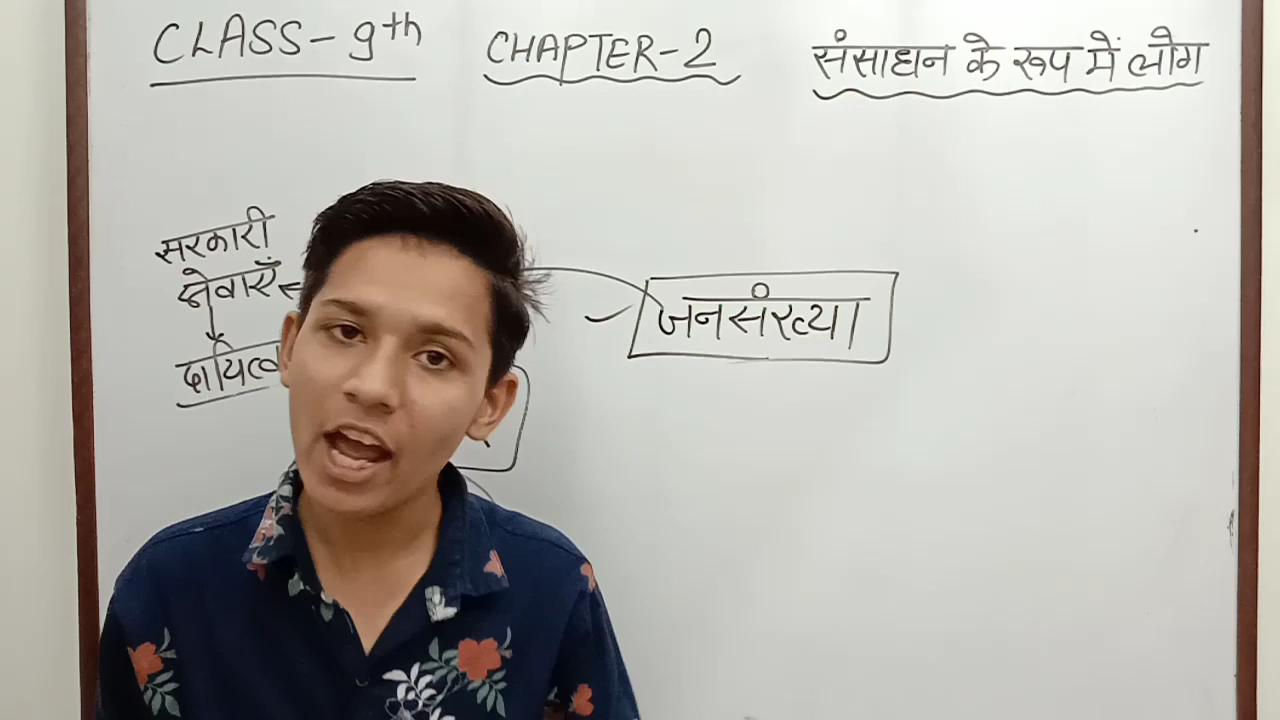 CLASS-9th
CHAPTER-2
संसाधन के रूप में लोग
सरकारी
सेवाएँ
दायित्व
जनसंख्या